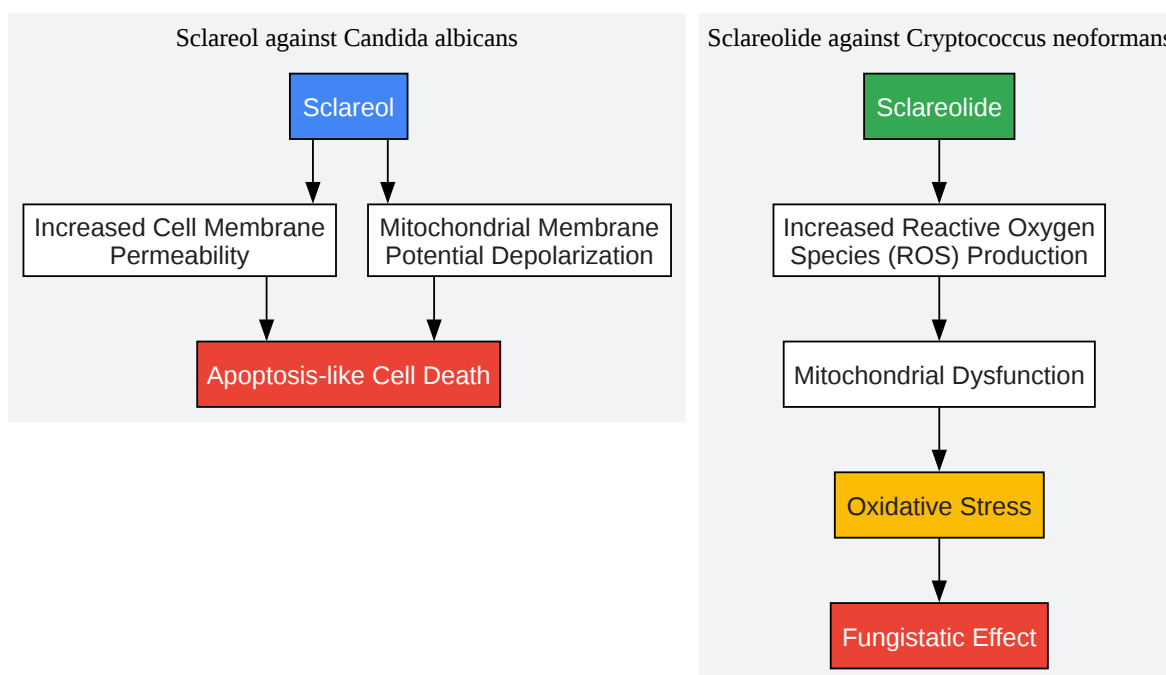 Sclareol against Candida albicans
Sclareol
Increased Cell Membrane
Permeability
Mitochondrial Membrane
Potential Depolarization
Apoptosis-like Cell Death
Sclareolide against Cryptococcus neoformans
Sclareolide
Increased Reactive Oxygen
Species (ROS) Production
Mitochondrial Dysfunction
Oxidative Stress
Fungistatic Effect